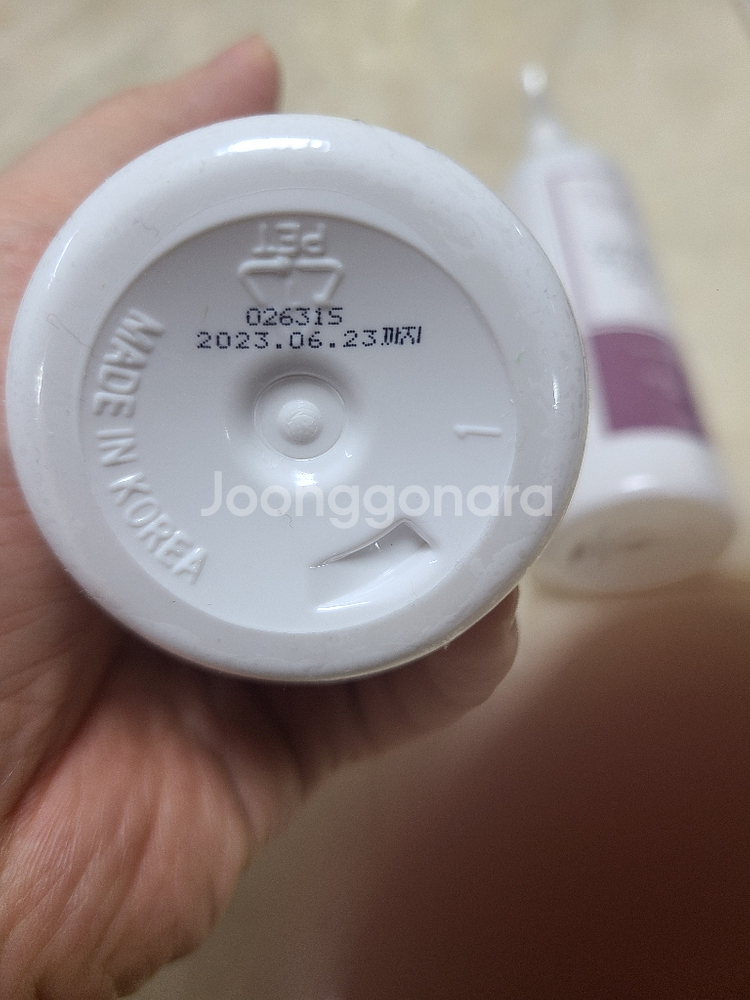 PET
026315
2023.06.23까지
MADE IN KOREA
1
Joonggonara